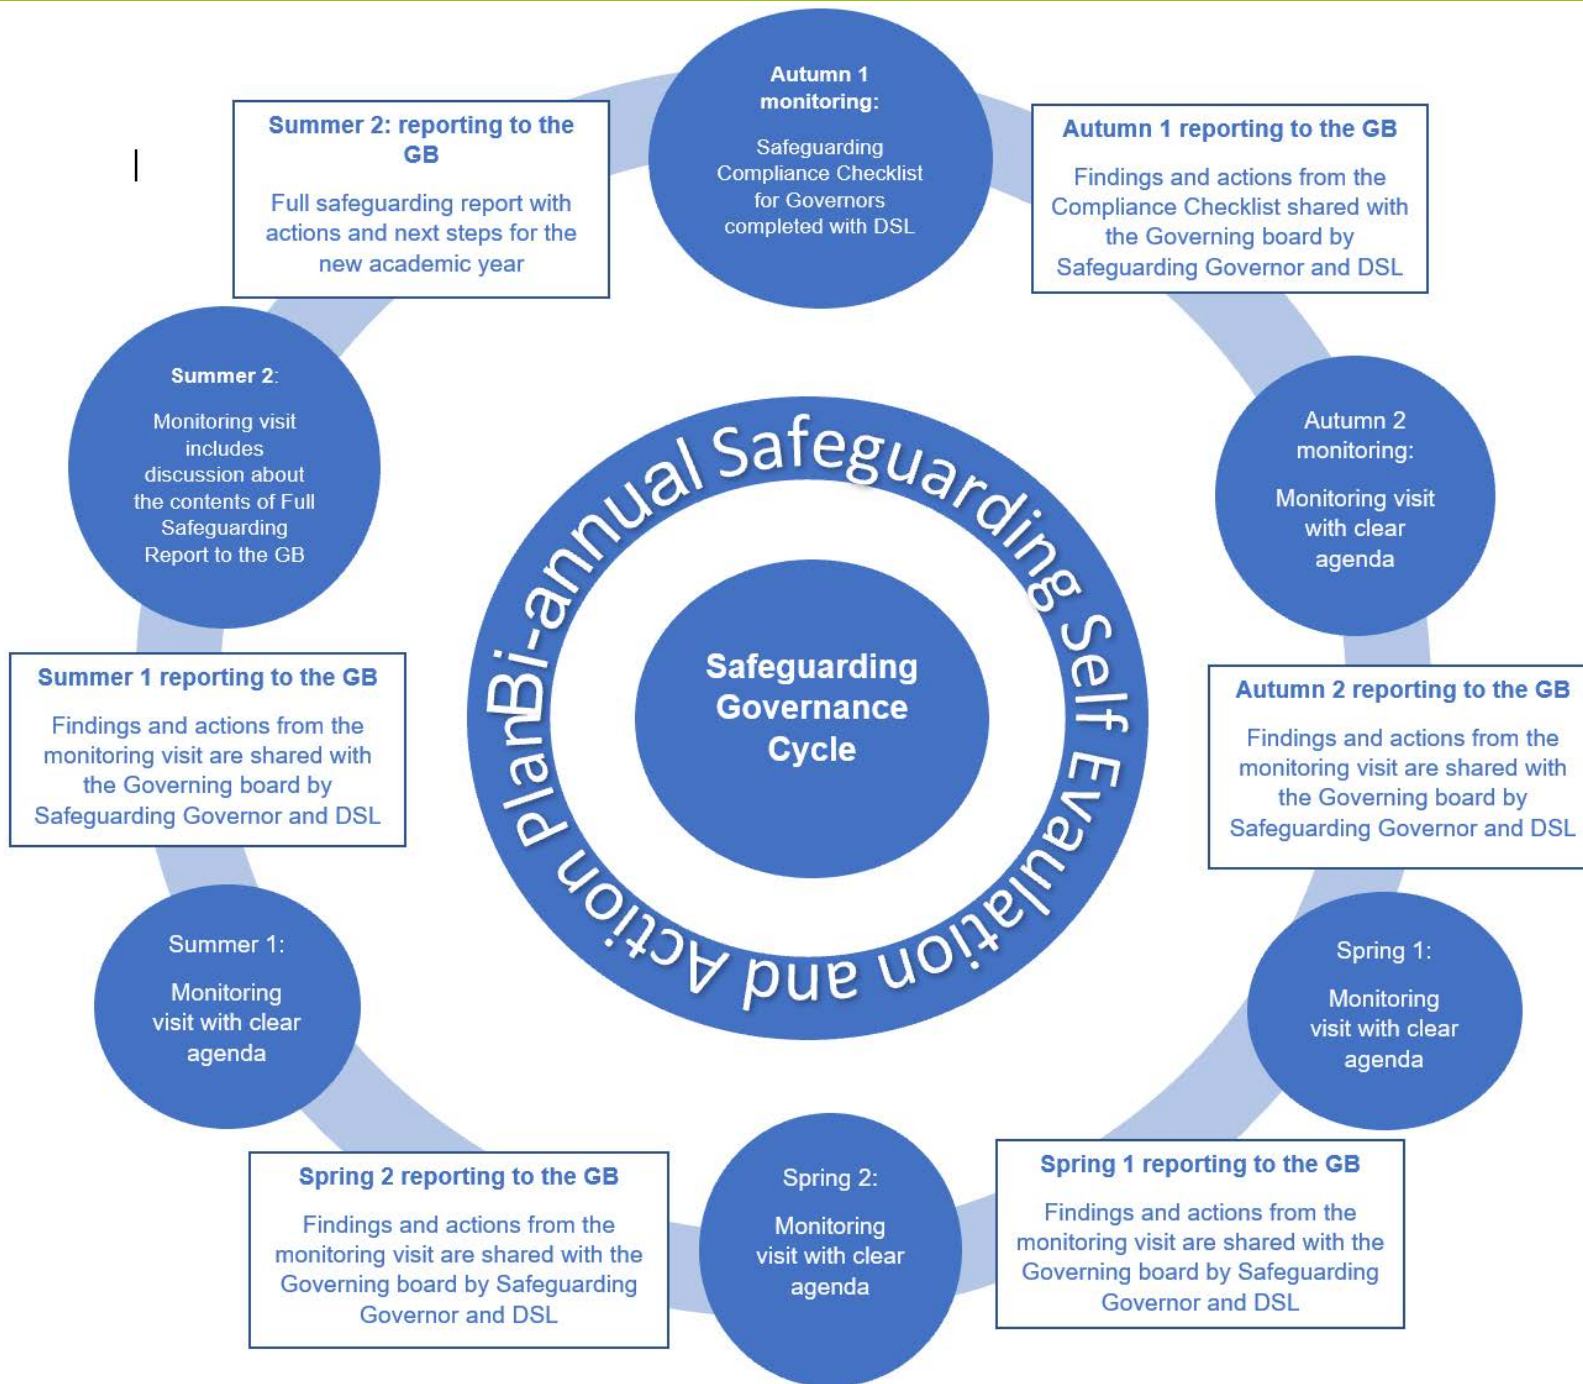 Autumn 1
monitoring:
Safeguarding
Compliance Checklist
for Governors
completed with DSL
Autumn 1 reporting to the GB
Findings and actions from the
Compliance Checklist shared with
the Governing board by
Safeguarding Governor and DSL
Autumn 2
monitoring:
Monitoring visit
with clear
agenda
Autumn 2 reporting to the GB
Findings and actions from the
monitoring visit are shared with
the Governing board by
Safeguarding Governor and DSL
Spring 1:
Monitoring
visit with clear
agenda
Spring 1 reporting to the GB
Findings and actions from the
monitoring visit are shared with the
Governing board by Safeguarding
Governor and DSL
Spring 2:
Monitoring
visit with clear
agenda
Spring 2 reporting to the GB
Findings and actions from the
monitoring visit are shared with the
Governing board by Safeguarding
Governor and DSL
Summer 1:
Monitoring
visit with clear
agenda
Summer 1 reporting to the GB
Findings and actions from the
monitoring visit are shared with
the Governing board by
Safeguarding Governor and DSL
Summer 2:
Monitoring visit
includes
discussion about
the contents of Full
Safeguarding
Report to the GB
Summer 2: reporting to the
GB
Full safeguarding report with
actions and next steps for the
new academic year
Bi-annual Safeguarding Self Evaulation and Action Plan
Safeguarding
Governance
Cycle